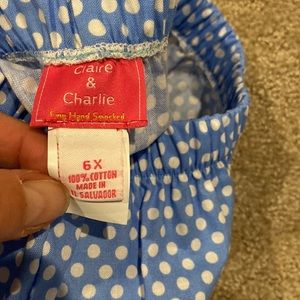 Claire
&
Charlie
Fine Hand Smocked
6X
100% COTTON
MADE IN
EL SALVADOR